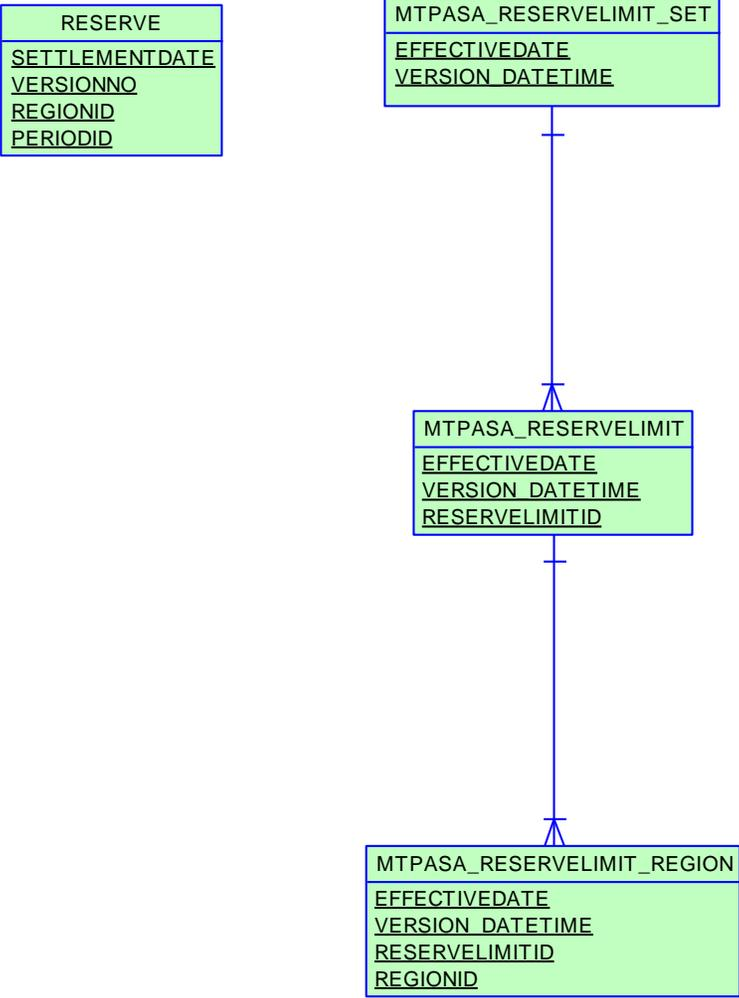 RESERVE
SETTLEMENTDATE
VERSIONNO
REGIONID
PERIODID
MTPASA_RESERVELIMIT_SET
EFFECTIVEDATE
VERSION_DATETIME
MTPASA_RESERVELIMIT
EFFECTIVEDATE
VERSION_DATETIME
RESERVELIMITID
MTPASA_RESERVELIMIT_REGION
EFFECTIVEDATE
VERSION_DATETIME
RESERVELIMITID
REGIONID